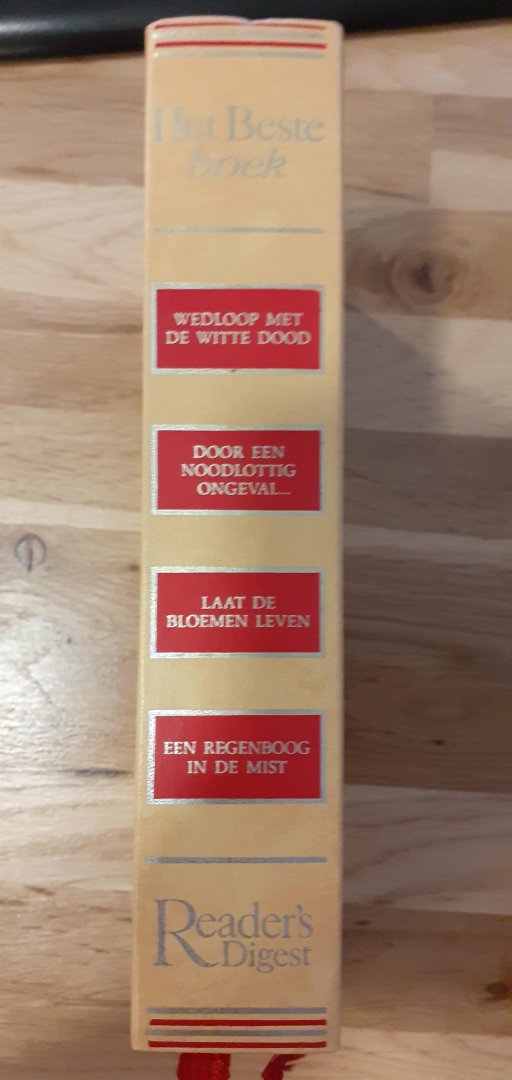 Het Beste
boek
WEDLOOP MET
DE WITTE DOOD
DOOR EEN
NOODLOTTIG
ONGEVAL...
LAAT DE
BLOEMEN LEVEN
EEN REGENBOOG
IN DE MIST
Reader's
Digest